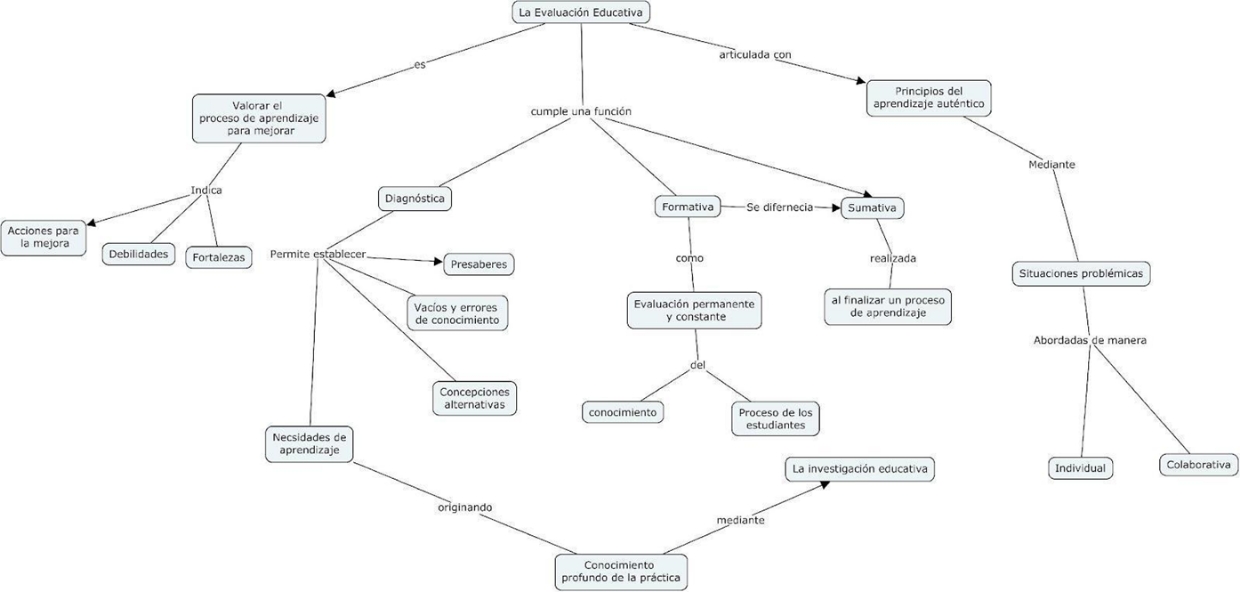 La Evaluación Educativa
articulada con
es
Principios del
aprendizaje auténtico
Valorar el
proceso de aprendizaje
para mejorar
cumple una función
Mediante
Indica
Diagnóstica
Formativa
Se difernecia
Sumativa
Acciones para
la mejora
Debilidades
Fortalezas
Permite establecer
Presaberes
como
realizada
Situaciones problémicas
Vacíos y errores
de conocimiento
Evaluación permanente
y constante
al finalizar un proceso
de aprendizaje
Abordadas de manera
del
Concepciones
alternativas
conocimiento
Proceso de los
estudiantes
Necsidades de
aprendizaje
La investigación educativa
Individual
Colaborativa
originando
mediante
Conocimiento
profundo de la práctica